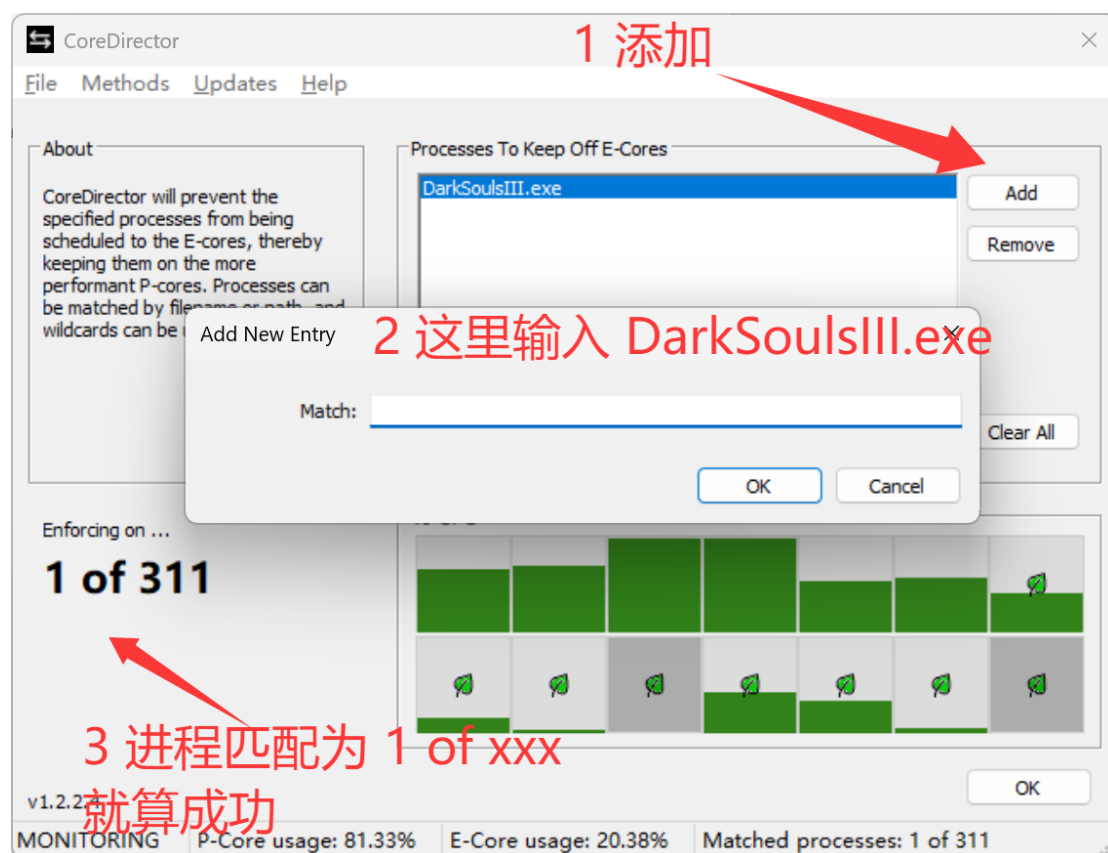 CoreDirector
1 添加
File Methods Updates Help
About
CoreDirector will prevent the
specified processes from being
scheduled to the E-cores, thereby
keeping them on the more
performant P-cores. Processes can
be matched by filename or path, and
wildcards can be
Processes To Keep Off E-Cores
DarkSoulsIII.exe
Add
Remove
Clear All
Add New Entry
2 这里输入 DarkSoulsIII.exe
Match:
OK
Cancel
Enforcing on ...
1 of 311
3 进程匹配为 1 of xxx
就算成功
OK
v1.2.2.4
MONITORING
P-Core usage: 81.33%
E-Core usage: 20.38%
Matched processes: 1 of 311